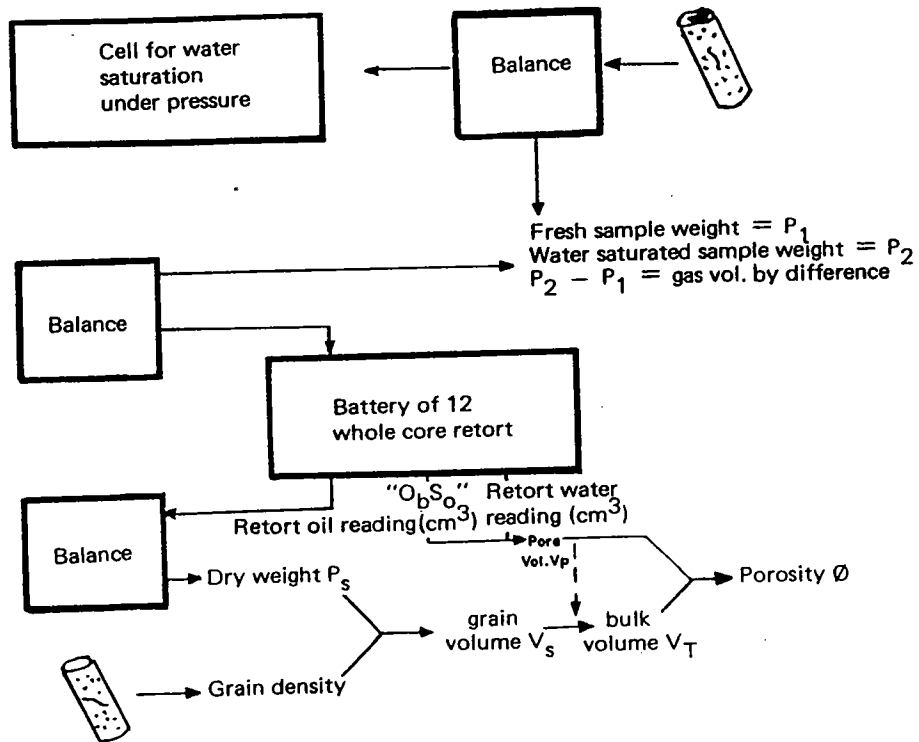 Cell for water
saturation
under pressure
Balance
Fresh sample weight = P₁
Water saturated sample weight = P₂
P₂ − P₁ = gas vol. by difference
Balance
Battery of 12
whole core retort
"ObSo" Retort water
Retort oil reading (cm³) reading (cm³)
Balance
Pore
Vol. Vp
Dry weight Ps
Porosity Ø
grain
volume Vs
bulk
volume VT
Grain density